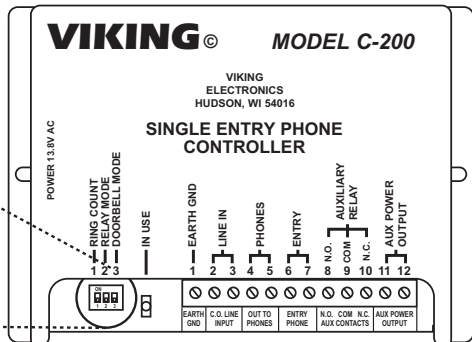 VIKING© MODEL C-200
VIKING
ELECTRONICS
HUDSON, WI 54016
SINGLE ENTRY PHONE
CONTROLLER
POWER 13.8V AC
RING COUNT
RELAY MODE
DOORBELL MODE
IN USE
EARTH GND
LINE IN
PHONES
ENTRY
AUXILIARY
RELAY
N.O.
COM
N.C.
AUX POWER
OUTPUT
1 2 3 1 2 3 4 5 6 7 8 9 10 11 12
ON
1 2 3
EARTH GND
C.O. LINE INPUT
OUT TO PHONES
ENTRY PHONE
N.O. COM N.C.
AUX CONTACTS
AUX POWER OUTPUT